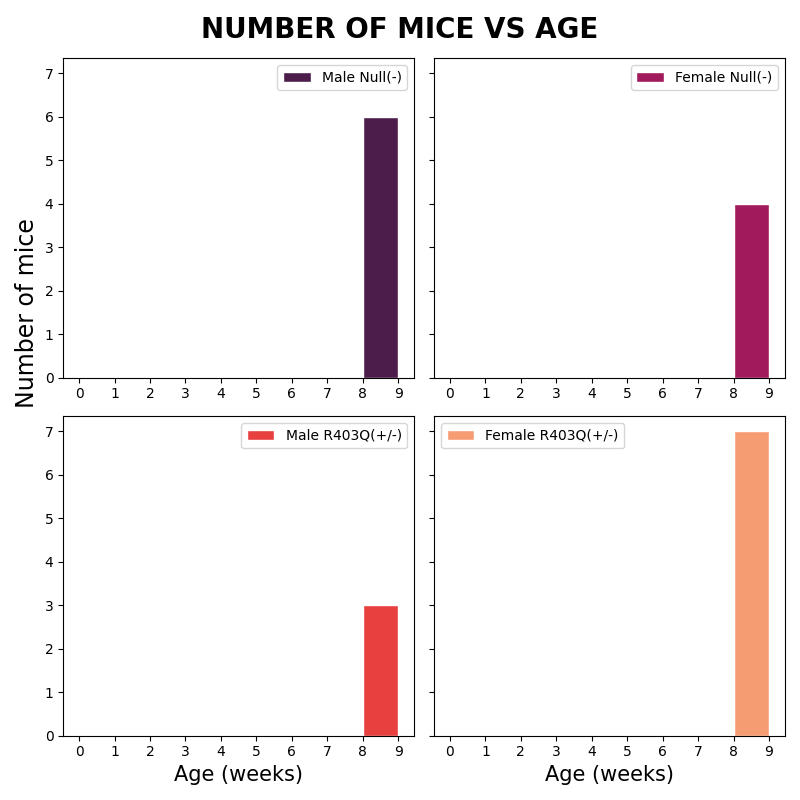 NUMBER OF MICE VS AGE
Number of mice
Male Null(-)
7
6
5
4
3
2
1
0
0 1 2 3 4 5 6 7 8 9
Female Null(-)
0 1 2 3 4 5 6 7 8 9
Male R403Q(+/-)
7
6
5
4
3
2
1
0
0 1 2 3 4 5 6 7 8 9
Age (weeks)
Female R403Q(+/-)
0 1 2 3 4 5 6 7 8 9
Age (weeks)